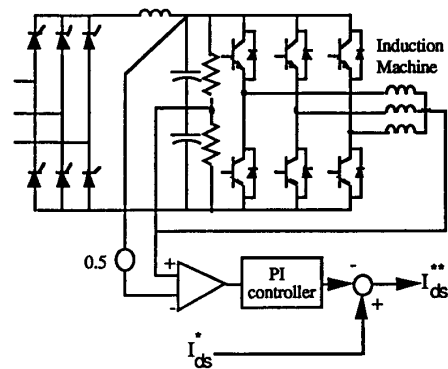 Induction
Machine
0.5
+
-
PI
controller
-
+
I**ds
I*ds